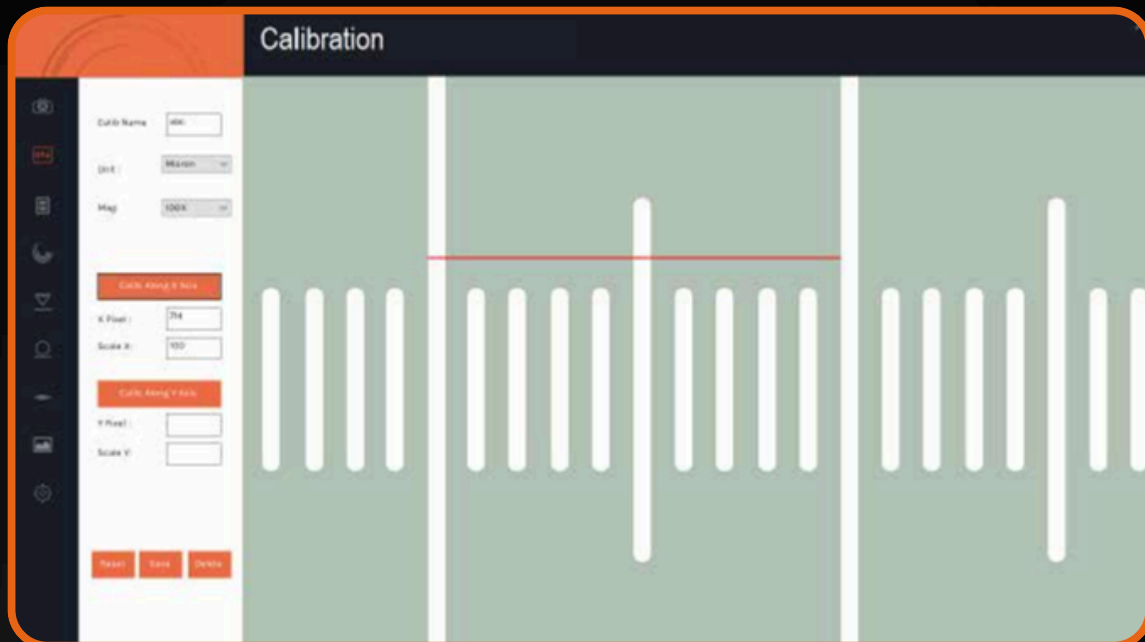 Calibration
Calib Name
Unit :
Micron
Mag
100X
Calib Along X Axis
X Pixel :
714
Scale X:
100
Calib Along Y Axis
Y Pixel :
Scale Y:
Reset
Save
Delete